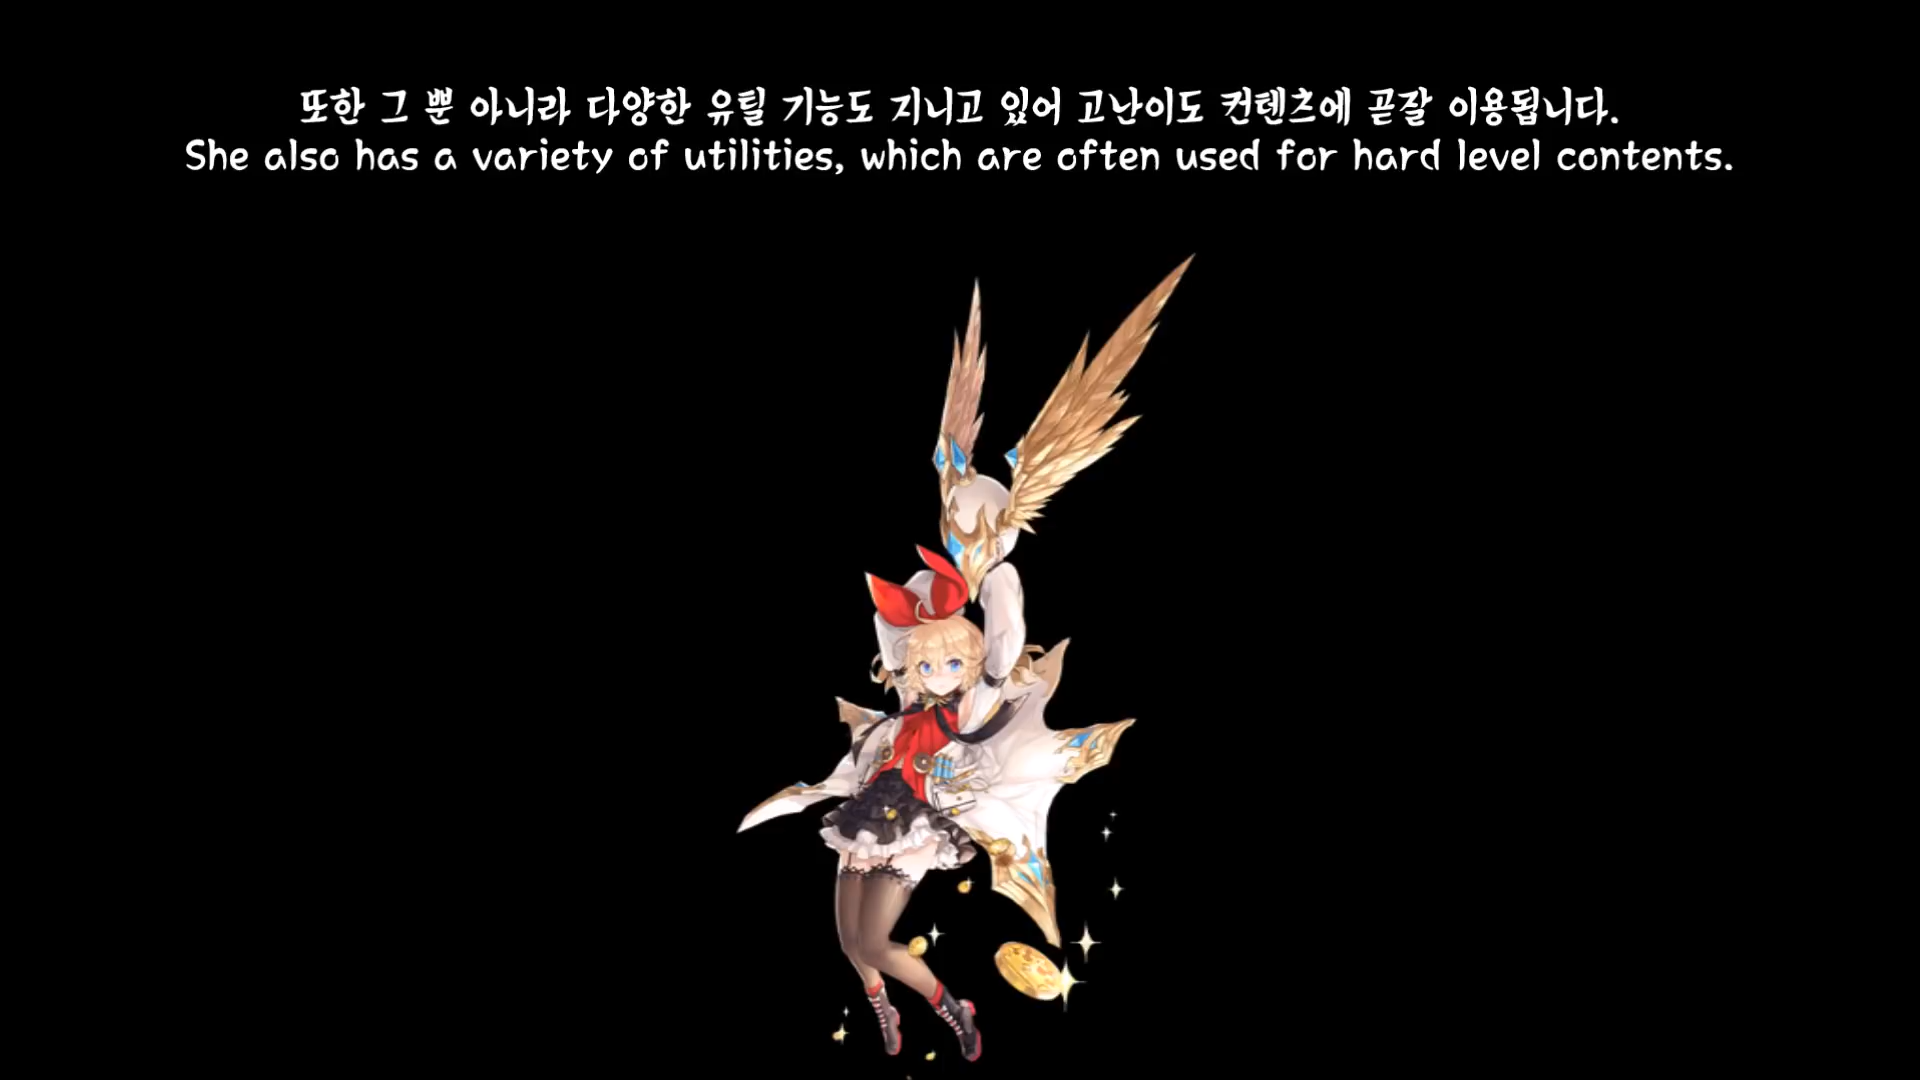 또한 그 뿐 아니라 다양한 유틸 기능도 지니고 있어 고난이도 컨텐츠에 곧잘 이용됩니다.
She also has a variety of utilities, which are often used for hard level contents.